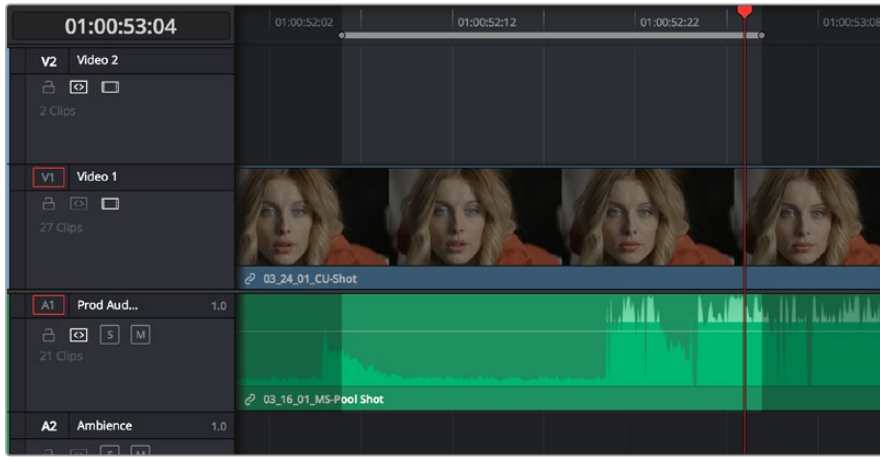 01:00:53:04
01:00:52:02
01:00:52:12
01:00:52:22
01:00:53:08
V2 Video 2
2 Clips
V1 Video 1
27 Clips
03_24_01_CU-Shot
A1 Prod Aud... 1.0
S M
21 Clips
03_16_01_MS-Pool Shot
A2 Ambience 1.0
S M